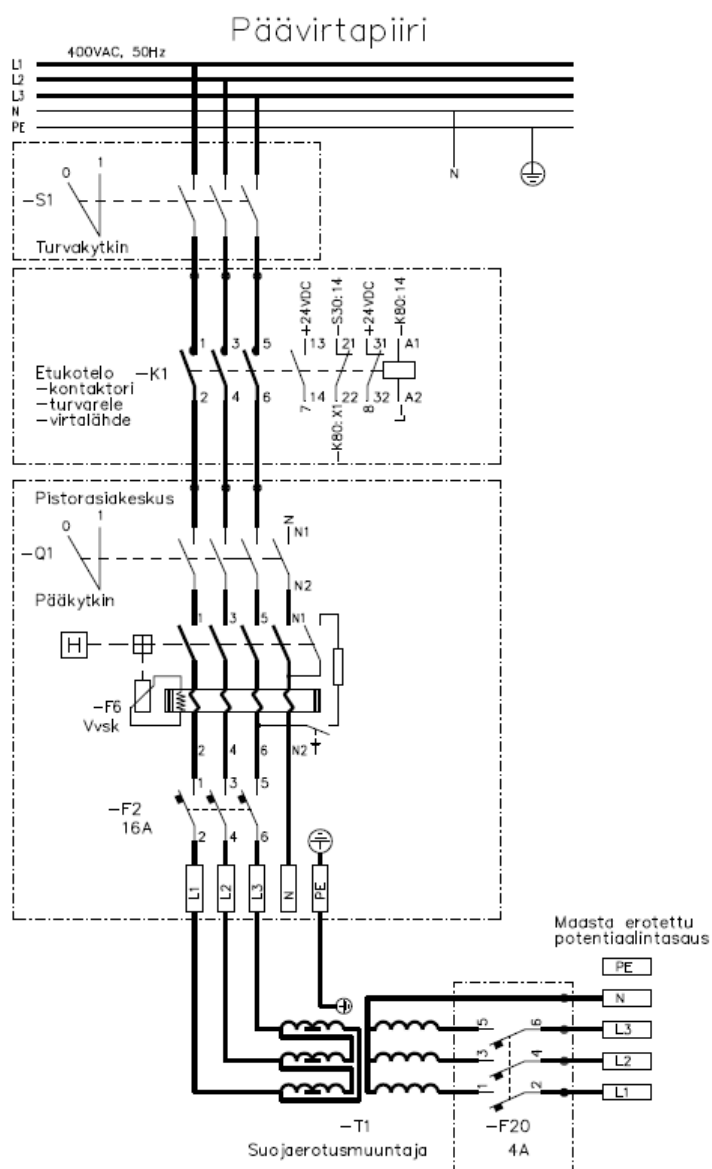 Päävirtapiiri
400VAC, 50Hz
L1
L2
L3
N
PE
N
0
1
-S1
Turvakytkin
+24VDC
-S30:14
+24VDC
-K80:14
1
3
5
13
21
31
A1
Etukotelo
-K1
-kontaktori
-turvarele
-virtalähde
2
4
6
14
22
32
A2
7
-K80:X1
8
L
Pistorasiakeskus
0
1
N
N1
-Q1
N2
Pääkytkin
1
3
5
N1
H
-F6
Vvsk
2
4
6
N2
1
3
5
-F2
16A
2
4
6
L1
L2
L3
N
PE
Maasta erotettu
potentiaalintasaus
PE
N
5
6
L3
3
4
L2
1
2
L1
-T1
-F20
Suojaerotusmuuntaja
4A